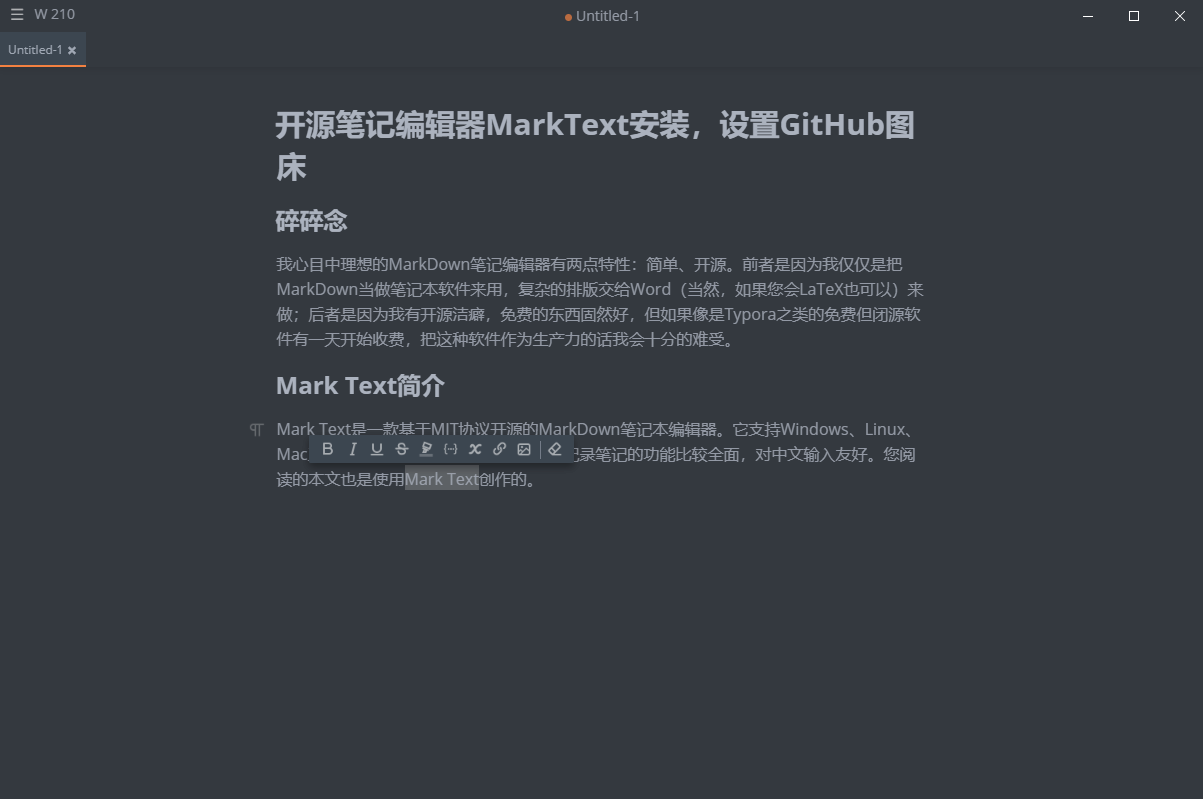 W 210
Untitled-1
Untitled-1
开源笔记编辑器MarkText安装，设置GitHub图
床
碎碎念
我心目中理想的MarkDown笔记编辑器有两点特性：简单、开源。前者是因为我仅仅是把
MarkDown当做笔记本软件来用，复杂的排版交给Word（当然，如果您会LaTeX也可以）来
做；后者是因为我有开源洁癖，免费的东西固然好，但如果像是Typora之类的免费但闭源软
件有一天开始收费，把这种软件作为生产力的话我会十分的难受。
Mark Text简介
Mark Text是一款基于MIT协议开源的MarkDown笔记本编辑器。它支持Windows、Linux、
Mac 记录笔记的功能比较全面，对中文输入友好。您阅
读的本文也是使用Mark Text创作的。